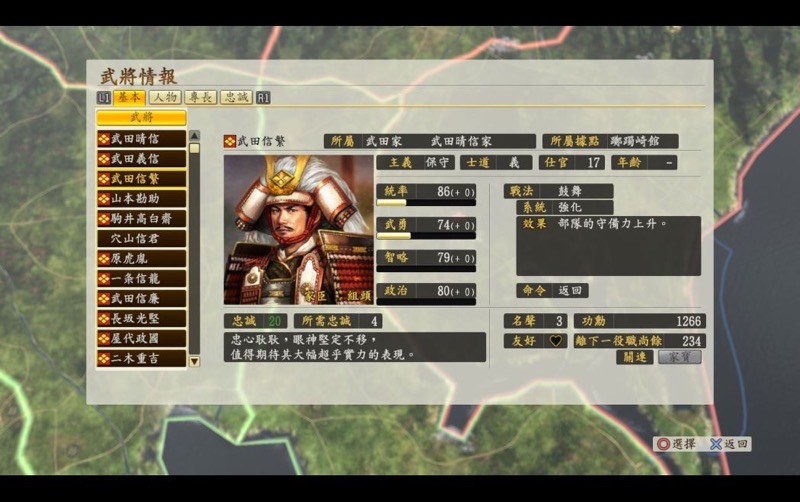 武將情報
L1 基本 人物 專長 忠誠 R1
武將
武田晴信
武田義信
武田信繁
山本勘助
駒井高白齋
穴山信君
原虎胤
一条信龍
武田信廉
長坂光堅
屋代政國
二木重吉
武田信繁
所屬 武田家 武田晴信家
所屬據點 躑躅崎館
主義 保守 士道 義 仕官 17 年齡 -
統率 86(+ 0)
武勇 74(+ 0)
智略 79(+ 0)
政治 80(+ 0)
家臣 組頭
戰法 鼓舞
系統 強化
效果 部隊的守備力上升。
命令 返回
忠誠 20 所需忠誠 4
忠心耿耿，眼神堅定不移，
值得期待其大幅超乎實力的表現。
名聲 3 功勳 1266
友好 離下一役職尚餘 234
關連 家寶
選擇 返回